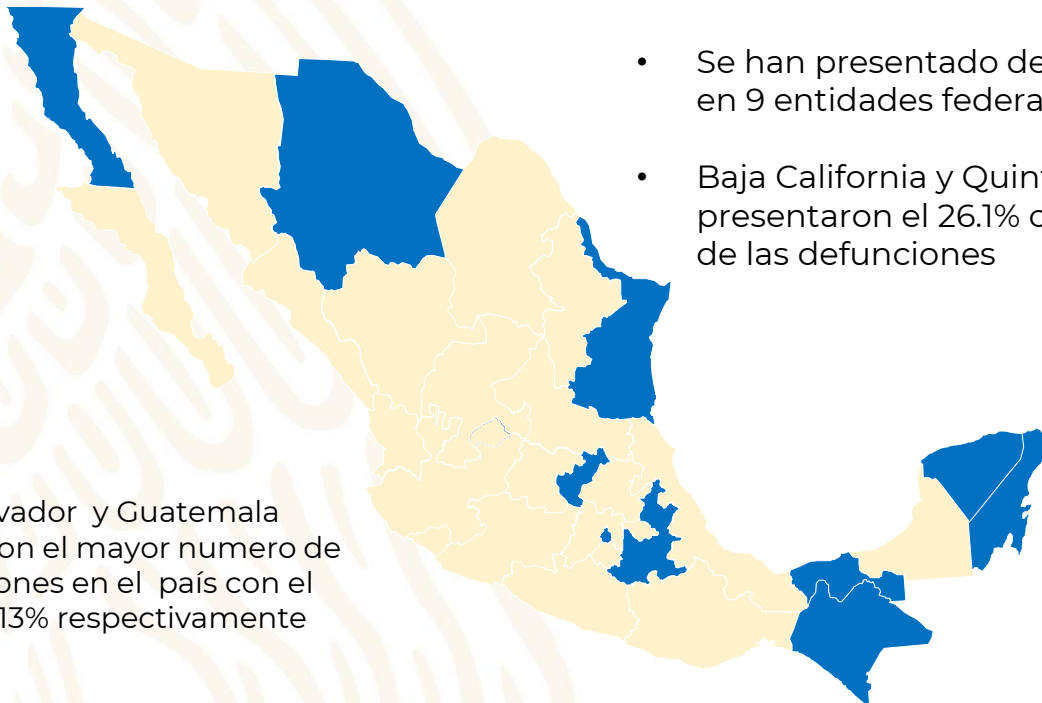 • Se han presentado de
en 9 entidades federa
• Baja California y Quin
presentaron el 26.1%
de las defunciones
vador y Guatemala
on el mayor numero de
ones en el país con el
13% respectivamente